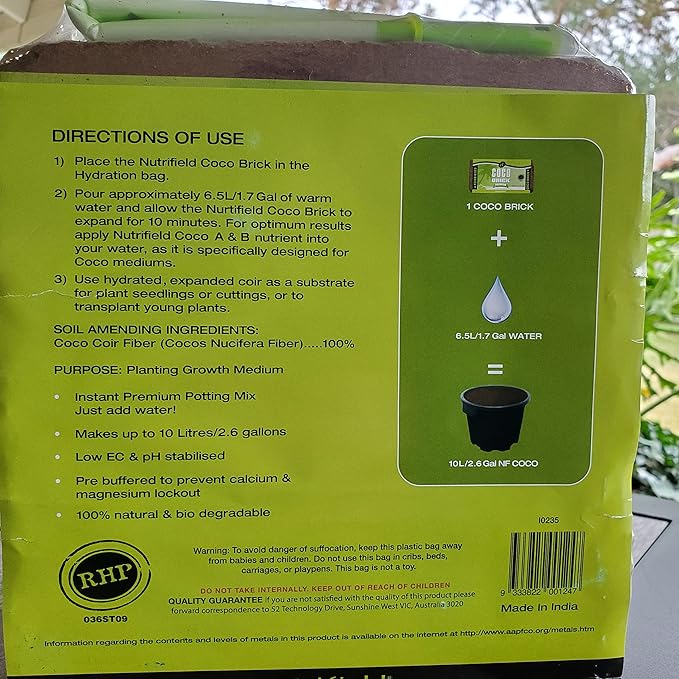 DIRECTIONS OF USE
1) Place the Nutrifield Coco Brick in the
Hydration bag.
2) Pour approximately 6.5L/1.7 Gal of warm
water and allow the Nurtifield Coco Brick to
expand for 10 minutes. For optimum results
apply Nutrifield Coco A & B nutrient into
your water, as it is specifically designed for
Coco mediums.
3) Use hydrated, expanded coir as a substrate
for plant seedlings or cuttings, or to
transplant young plants.
SOIL AMENDING INGREDIENTS:
Coco Coir Fiber (Cocos Nucifera Fiber).....100%
PURPOSE: Planting Growth Medium
• Instant Premium Potting Mix
Just add water!
• Makes up to 10 Litres/2.6 gallons
• Low EC & pH stabilised
• Pre buffered to prevent calcium &
magnesium lockout
• 100% natural & bio degradable
COCO
BRICK
1 COCO BRICK
+
6.5L/1.7 Gal WATER
=
10L/2.6 Gal NF COCO
I0235
RHP
036ST09
Warning: To avoid danger of suffocation, keep this plastic bag away
from babies and children. Do not use this bag in cribs, beds,
carriages, or playpens. This bag is not a toy.
DO NOT TAKE INTERNALLY. KEEP OUT OF REACH OF CHILDREN
QUALITY GUARANTEE If you are not satisfied with the quality of this product please
forward correspondence to 52 Technology Drive, Sunshine West VIC, Australia 3020
9 333822 001247
Made In India
Information regarding the contents and levels of metals in this product is available on the internet at http://www.aapfco.org/metals.htm